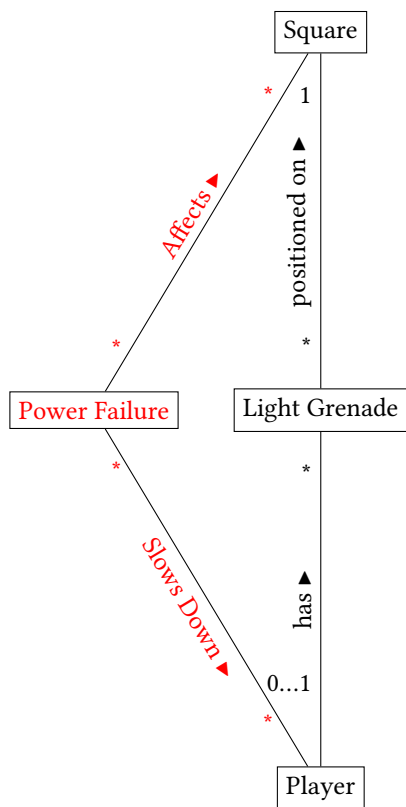 Square
* 1
Affects ▶
positioned on ▶
* *
Power Failure
Light Grenade
* *
Slows Down ▶
has ▶
0…1
*
Player